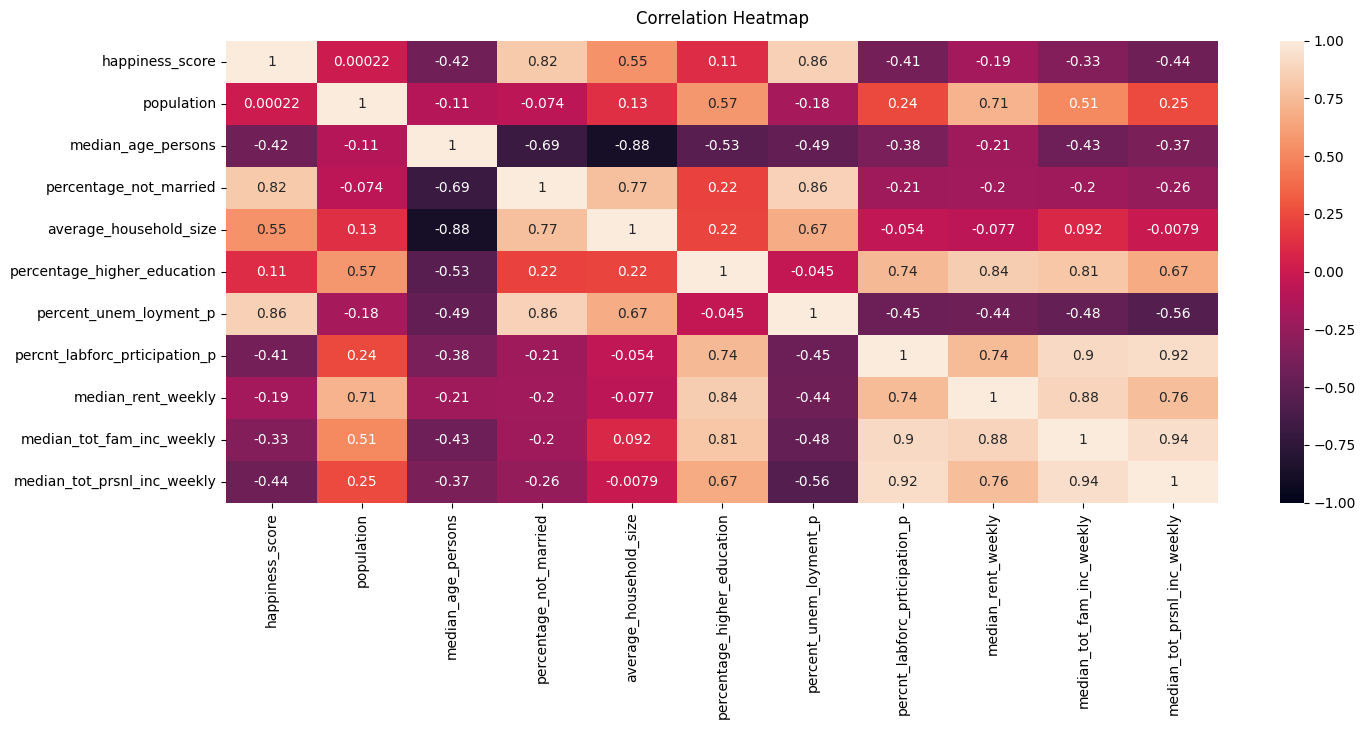 Correlation Heatmap
happiness_score 1 0.00022 -0.42 0.82 0.55 0.11 0.86 -0.41 -0.19 -0.33 -0.44
population 0.00022 1 -0.11 -0.074 0.13 0.57 -0.18 0.24 0.71 0.51 0.25
median_age_persons -0.42 -0.11 1 -0.69 -0.88 -0.53 -0.49 -0.38 -0.21 -0.43 -0.37
percentage_not_married 0.82 -0.074 -0.69 1 0.77 0.22 0.86 -0.21 -0.2 -0.2 -0.26
average_household_size 0.55 0.13 -0.88 0.77 1 0.22 0.67 -0.054 -0.077 0.092 -0.0079
percentage_higher_education 0.11 0.57 -0.53 0.22 0.22 1 -0.045 0.74 0.84 0.81 0.67
percent_unem_loyment_p 0.86 -0.18 -0.49 0.86 0.67 -0.045 1 -0.45 -0.44 -0.48 -0.56
percnt_labforc_prticipation_p -0.41 0.24 -0.38 -0.21 -0.054 0.74 -0.45 1 0.74 0.9 0.92
median_rent_weekly -0.19 0.71 -0.21 -0.2 -0.077 0.84 -0.44 0.74 1 0.88 0.76
median_tot_fam_inc_weekly -0.33 0.51 -0.43 -0.2 0.092 0.81 -0.48 0.9 0.88 1 0.94
median_tot_prsnl_inc_weekly -0.44 0.25 -0.37 -0.26 -0.0079 0.67 -0.56 0.92 0.76 0.94 1
happiness_score
population
median_age_persons
percentage_not_married
average_household_size
percentage_higher_education
percent_unem_loyment_p
percnt_labforc_prticipation_p
median_rent_weekly
median_tot_fam_inc_weekly
median_tot_prsnl_inc_weekly
1.00
0.75
0.50
0.25
0.00
−0.25
−0.50
−0.75
−1.00